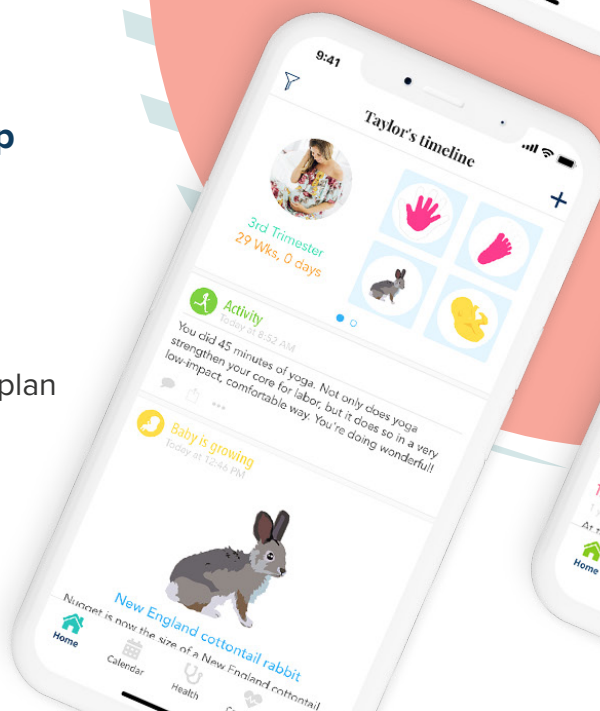 p
plan
9:41
Taylor's timeline
3rd Trimester
29 Wks, 0 days
Activity
Today at 8:52 AM
You did 45 minutes of yoga. Not only does yoga
strengthen your core for labor, but it does so in a very
low-impact, comfortable way. You're doing wonderful!
Baby is growing
Today at 12:46 PM
New England cottontail rabbit
Nugget is now the size of a New England cottontail
Home
Calendar
Health
Home